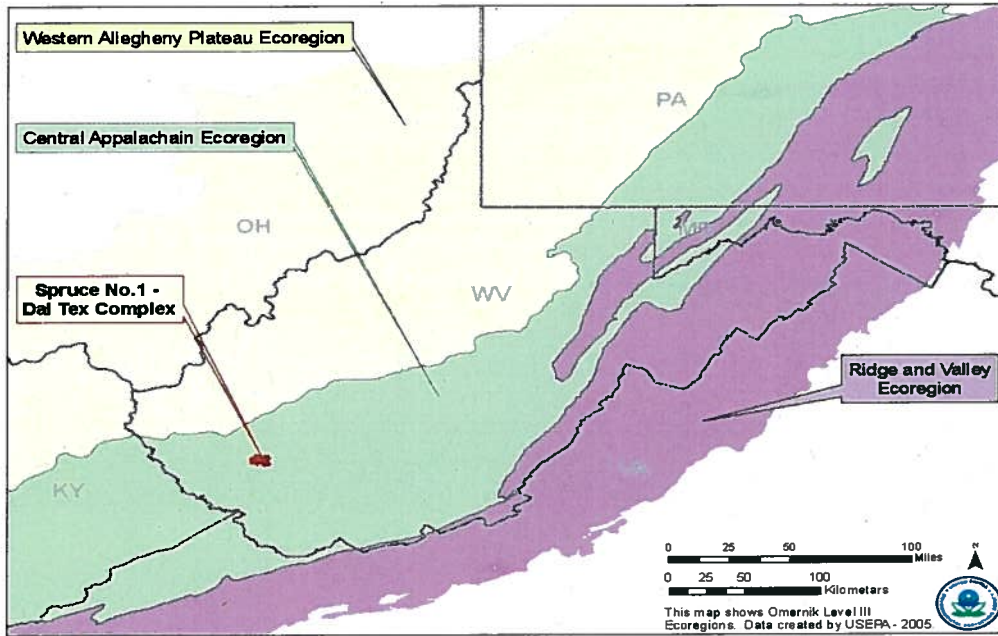 Western Allegheny Plateau Ecoregion
PA
Central Appalachain Ecoregion
OH
MD
Spruce No.1 -
Dal Tex Complex
WV
Ridge and Valley
Ecoregion
VA
KY
0 25 50 100
Miles
0 25 50 100
Kilometers
N
This map shows Omernik Level III
Ecoregions. Data created by USEPA - 2005.